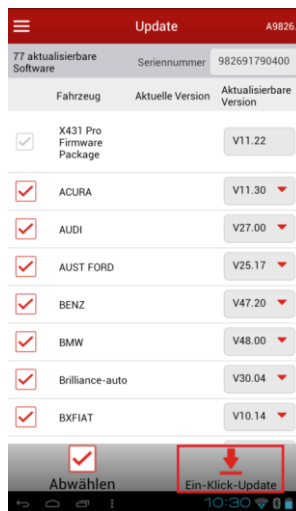 Update
A9826.
77 aktualisierbare
Software
Seriennummer
982691790400
Fahrzeug
Aktuelle Version
Aktualisierbare
Version
X431 Pro
Firmware
Package
V11.22
ACURA
V11.30
AUDI
V27.00
AUST FORD
V25.17
BENZ
V47.20
BMW
V48.00
Brilliance-auto
V30.04
BXFIAT
V10.14
Abwählen
Ein-Klick-Update
10:30